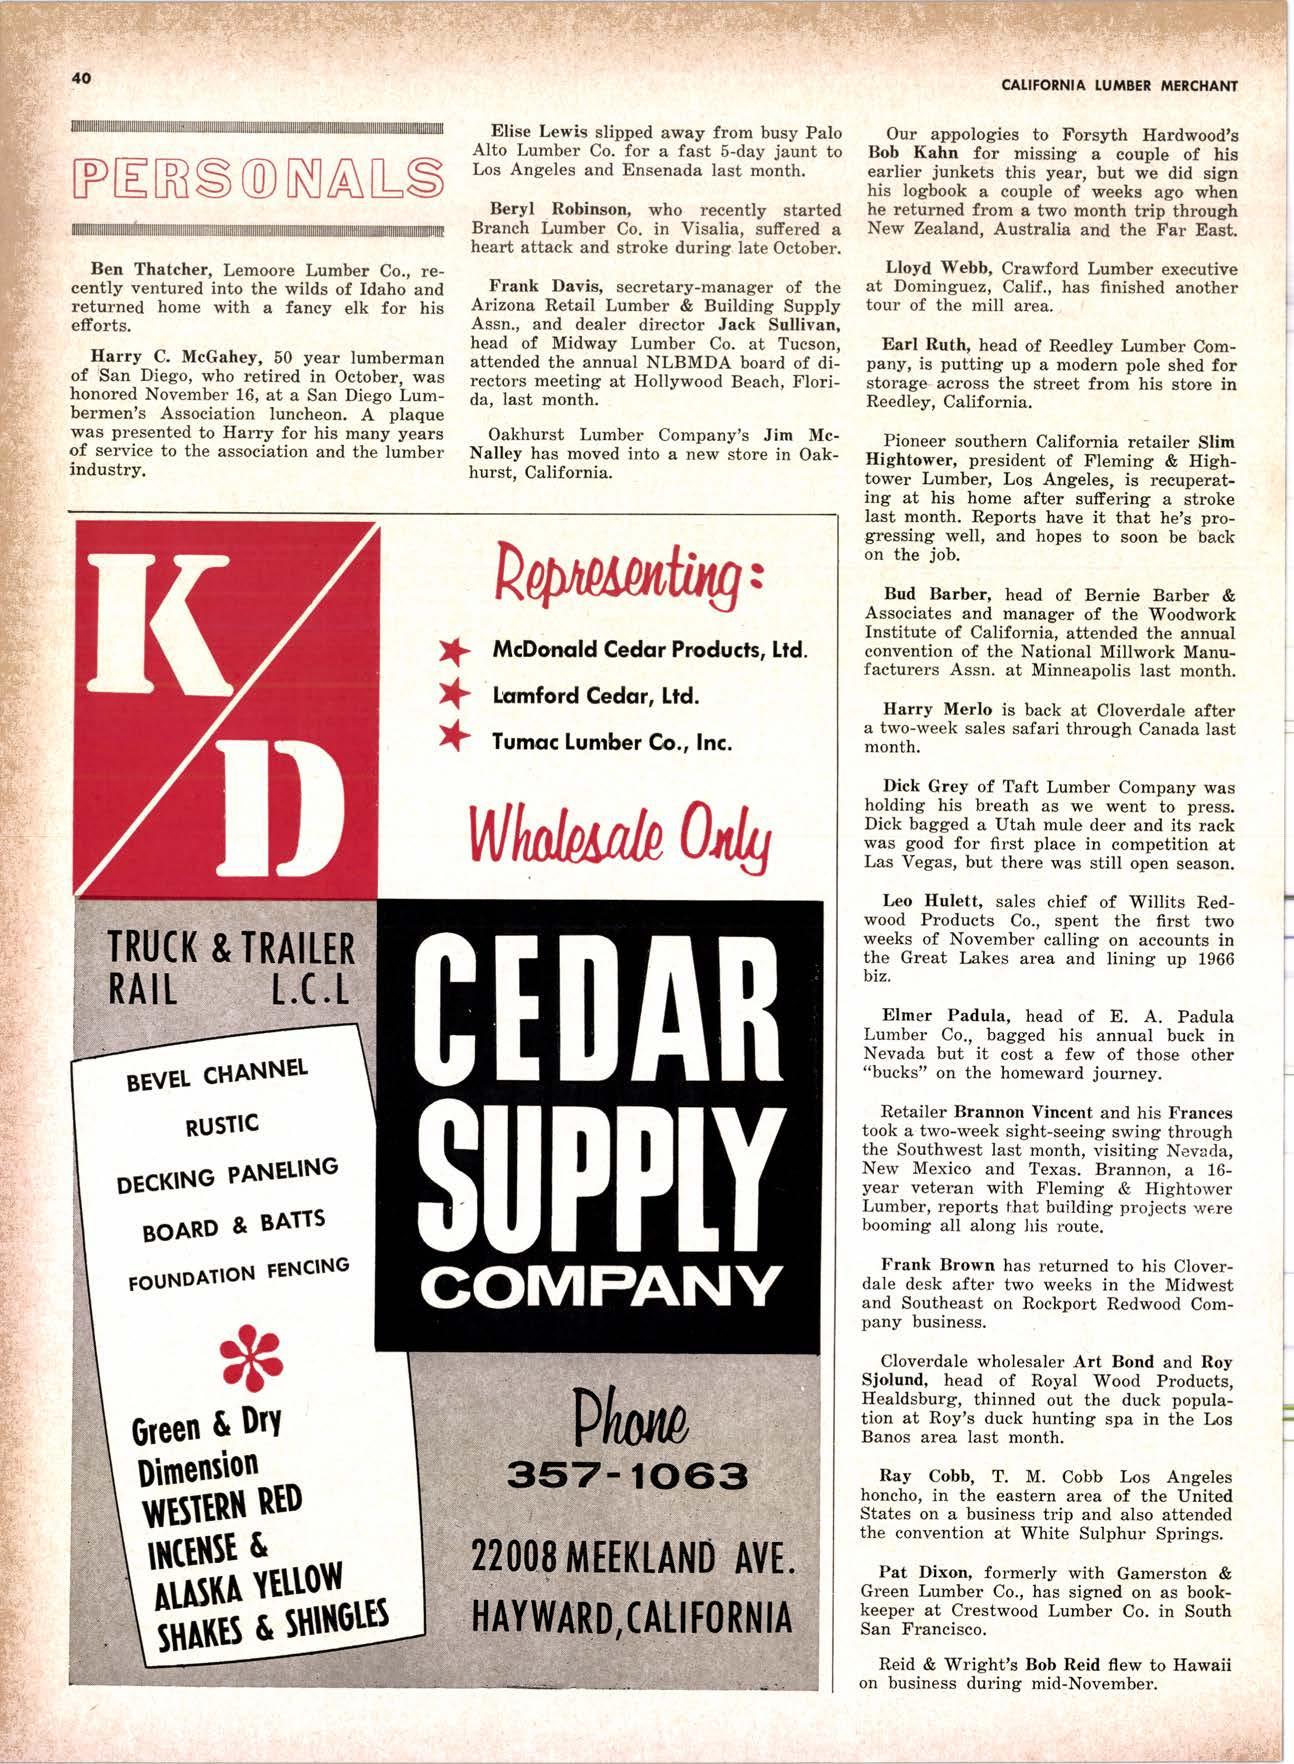 40
CALIFORNIA LUMBER MERCHANT
PERSONALS
Ben Thatcher, Lemoore Lumber Co., re-
cently ventured into the wilds of Idaho and
returned home with a fancy elk for his
efforts.
Harry C. McGahey, 50 year lumberman
of San Diego, who retired in October, was
honored November 16, at a San Diego Lum-
bermen's Association luncheon. A plaque
was presented to Harry for his many years
of service to the association and the lumber
industry.
Elise Lewis slipped away from busy Palo
Alto Lumber Co. for a fast 5-day jaunt to
Los Angeles and Ensenada last month.
Beryl Robinson, who recently started
Branch Lumber Co. in Visalia, suffered a
heart attack and stroke during late October.
Frank Davis, secretary-manager of the
Arizona Retail Lumber & Building Supply
Assn., and dealer director Jack Sullivan,
head of Midway Lumber Co. at Tucson,
attended the annual NLBMDA board of di-
rectors meeting at Hollywood Beach, Flori-
da, last month.
Oakhurst Lumber Company's Jim Mc-
Nalley has moved into a new store in Oak-
hurst, California.
Our appologies to Forsyth Hardwood's
Bob Kahn for missing a couple of his
earlier junkets this year, but we did sign
his logbook a couple of weeks ago when
he returned from a two month trip through
New Zealand, Australia and the Far East.
Lloyd Webb, Crawford Lumber executive
at Dominguez, Calif., has finished another
tour of the mill area.
Earl Ruth, head of Reedley Lumber Com-
pany, is putting up a modern pole shed for
storage across the street from his store in
Reedley, California.
Pioneer southern California retailer Slim
Hightower, president of Fleming & High-
tower Lumber, Los Angeles, is recuperat-
ing at his home after suffering a stroke
last month. Reports have it that he's pro-
gressing well, and hopes to soon be back
on the job.
Bud Barber, head of Bernie Barber &
Associates and manager of the Woodwork
Institute of California, attended the annual
convention of the National Millwork Manu-
facturers Assn. at Minneapolis last month.
Harry Merlo is back at Cloverdale after
a two-week sales safari through Canada last
month.
Dick Grey of Taft Lumber Company was
holding his breath as we went to press.
Dick bagged a Utah mule deer and its rack
was good for first place in competition at
Las Vegas, but there was still open season.
Leo Hulett, sales chief of Willits Red-
wood Products Co., spent the first two
weeks of November calling on accounts in
the Great Lakes area and lining up 1966
biz.
Elmer Padula, head of E. A. Padula
Lumber Co., bagged his annual buck in
Nevada but it cost a few of those other
"bucks" on the homeward journey.
Retailer Brannon Vincent and his Frances
took a two-week sight-seeing swing through
the Southwest last month, visiting Nevada,
New Mexico and Texas. Brannon, a 16-
year veteran with Fleming & Hightower
Lumber, reports that building projects were
booming all along his route.
Frank Brown has returned to his Clover-
dale desk after two weeks in the Midwest
and Southeast on Rockport Redwood Com-
pany business.
Cloverdale wholesaler Art Bond and Roy
Sjolund, head of Royal Wood Products,
Healdsburg, thinned out the duck popula-
tion at Roy's duck hunting spa in the Los
Banos area last month.
Ray Cobb, T. M. Cobb Los Angeles
honcho, in the eastern area of the United
States on a business trip and also attended
the convention at White Sulphur Springs.
Pat Dixon, formerly with Gamerston &
Green Lumber Co., has signed on as book-
keeper at Crestwood Lumber Co. in South
San Francisco.
Reid & Wright's Bob Reid flew to Hawaii
on business during mid-November.
K/D
Representing:
McDonald Cedar Products, Ltd.
Lamford Cedar, Ltd.
Tumac Lumber Co., Inc.
Wholesale Only
TRUCK & TRAILER
RAIL L.C.L
BEVEL CHANNEL
RUSTIC
DECKING PANELING
BOARD & BATTS
FOUNDATION FENCING
Green & Dry
Dimension
WESTERN RED
INCENSE &
ALASKA YELLOW
SHAKES & SHINGLES
CEDAR
SUPPLY
COMPANY
Phone
357-1063
22008 MEEKLAND AVE.
HAYWARD, CALIFORNIA